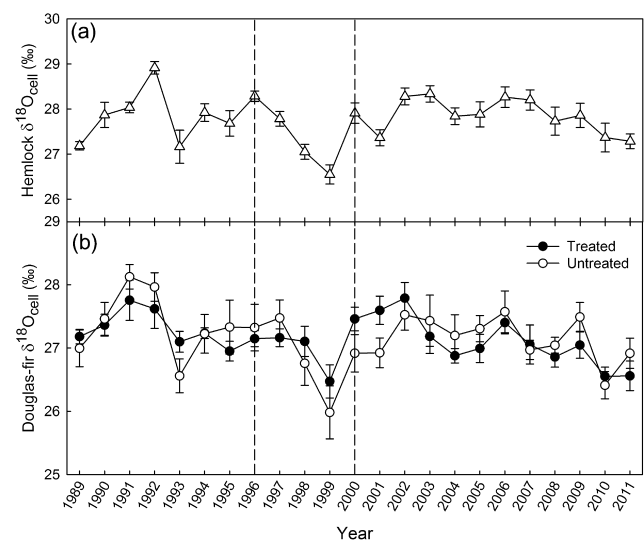 (a)
30
29
28
27
26
Hemlock δ¹⁸O_cell (‰)
(b)
Treated
Untreated
29
28
27
26
25
Douglas-fir δ¹⁸O_cell (‰)
1989 1990 1991 1992 1993 1994 1995 1996 1997 1998 1999 2000 2001 2002 2003 2004 2005 2006 2007 2008 2009 2010 2011
Year